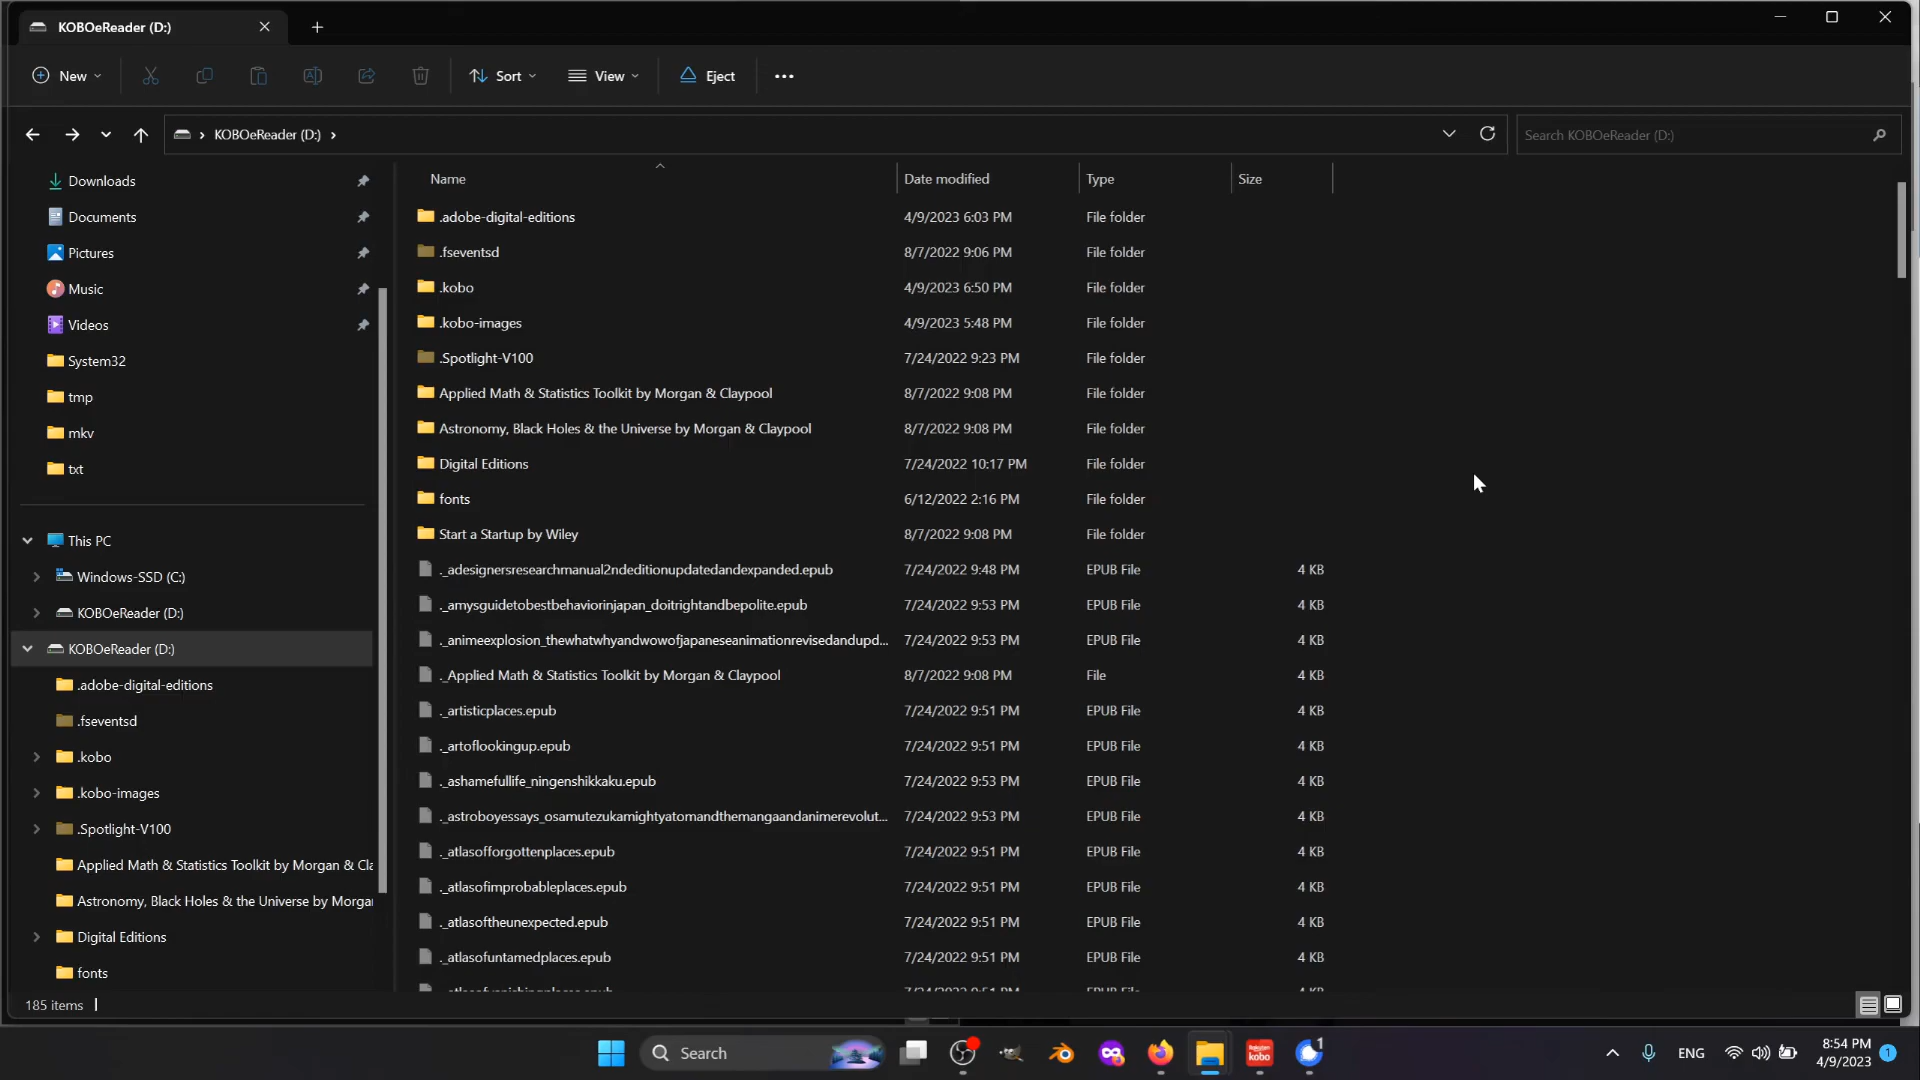 KOBOeReader (D:)
New
Sort
View
Eject
KOBOeReader (D:)
Search KOBOeReader (D:)
Downloads
Documents
Pictures
Music
Videos
System32
tmp
mkv
txt
This PC
Windows-SSD (C:)
KOBOeReader (D:)
KOBOeReader (D:)
.adobe-digital-editions
.fseventsd
.kobo
.kobo-images
.Spotlight-V100
Applied Math & Statistics Toolkit by Morgan & Cla
Astronomy, Black Holes & the Universe by Morgan
Digital Editions
fonts
Name Date modified Type Size
.adobe-digital-editions 4/9/2023 6:03 PM File folder
.fseventsd 8/7/2022 9:06 PM File folder
.kobo 4/9/2023 6:50 PM File folder
.kobo-images 4/9/2023 5:48 PM File folder
.Spotlight-V100 7/24/2022 9:23 PM File folder
Applied Math & Statistics Toolkit by Morgan & Claypool 8/7/2022 9:08 PM File folder
Astronomy, Black Holes & the Universe by Morgan & Claypool 8/7/2022 9:08 PM File folder
Digital Editions 7/24/2022 10:17 PM File folder
fonts 6/12/2022 2:16 PM File folder
Start a Startup by Wiley 8/7/2022 9:08 PM File folder
._adesignersresearchmanual2ndeditionupdatedandexpanded.epub 7/24/2022 9:48 PM EPUB File 4 KB
._amysguidetobestbehaviorinjapan_doitrightandbepolite.epub 7/24/2022 9:53 PM EPUB File 4 KB
._animeexplosion_thewhatwhyandwowofjapaneseanimationrevisedandupd... 7/24/2022 9:53 PM EPUB File 4 KB
._Applied Math & Statistics Toolkit by Morgan & Claypool 8/7/2022 9:08 PM File 4 KB
._artisticplaces.epub 7/24/2022 9:51 PM EPUB File 4 KB
._artoflookingup.epub 7/24/2022 9:51 PM EPUB File 4 KB
._ashamefullife_ningenshikkaku.epub 7/24/2022 9:53 PM EPUB File 4 KB
._astroboyessays_osamutezukamightyatomandthemangaandanimerevolut... 7/24/2022 9:53 PM EPUB File 4 KB
._atlasofforgottenplaces.epub 7/24/2022 9:51 PM EPUB File 4 KB
._atlasofimprobableplaces.epub 7/24/2022 9:51 PM EPUB File 4 KB
._atlasoftheunexpected.epub 7/24/2022 9:51 PM EPUB File 4 KB
._atlasofuntamedplaces.epub 7/24/2022 9:51 PM EPUB File 4 KB
185 items
Search
kobo
1
ENG
8:54 PM
4/9/2023
1